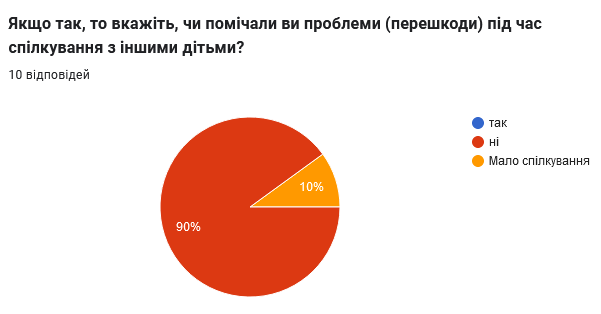 Якщо так, то вкажіть, чи помічали ви проблеми (перешкоди) під час
спілкування з іншими дітьми?
10 відповідей
так
ні
Мало спілкування
10%
90%